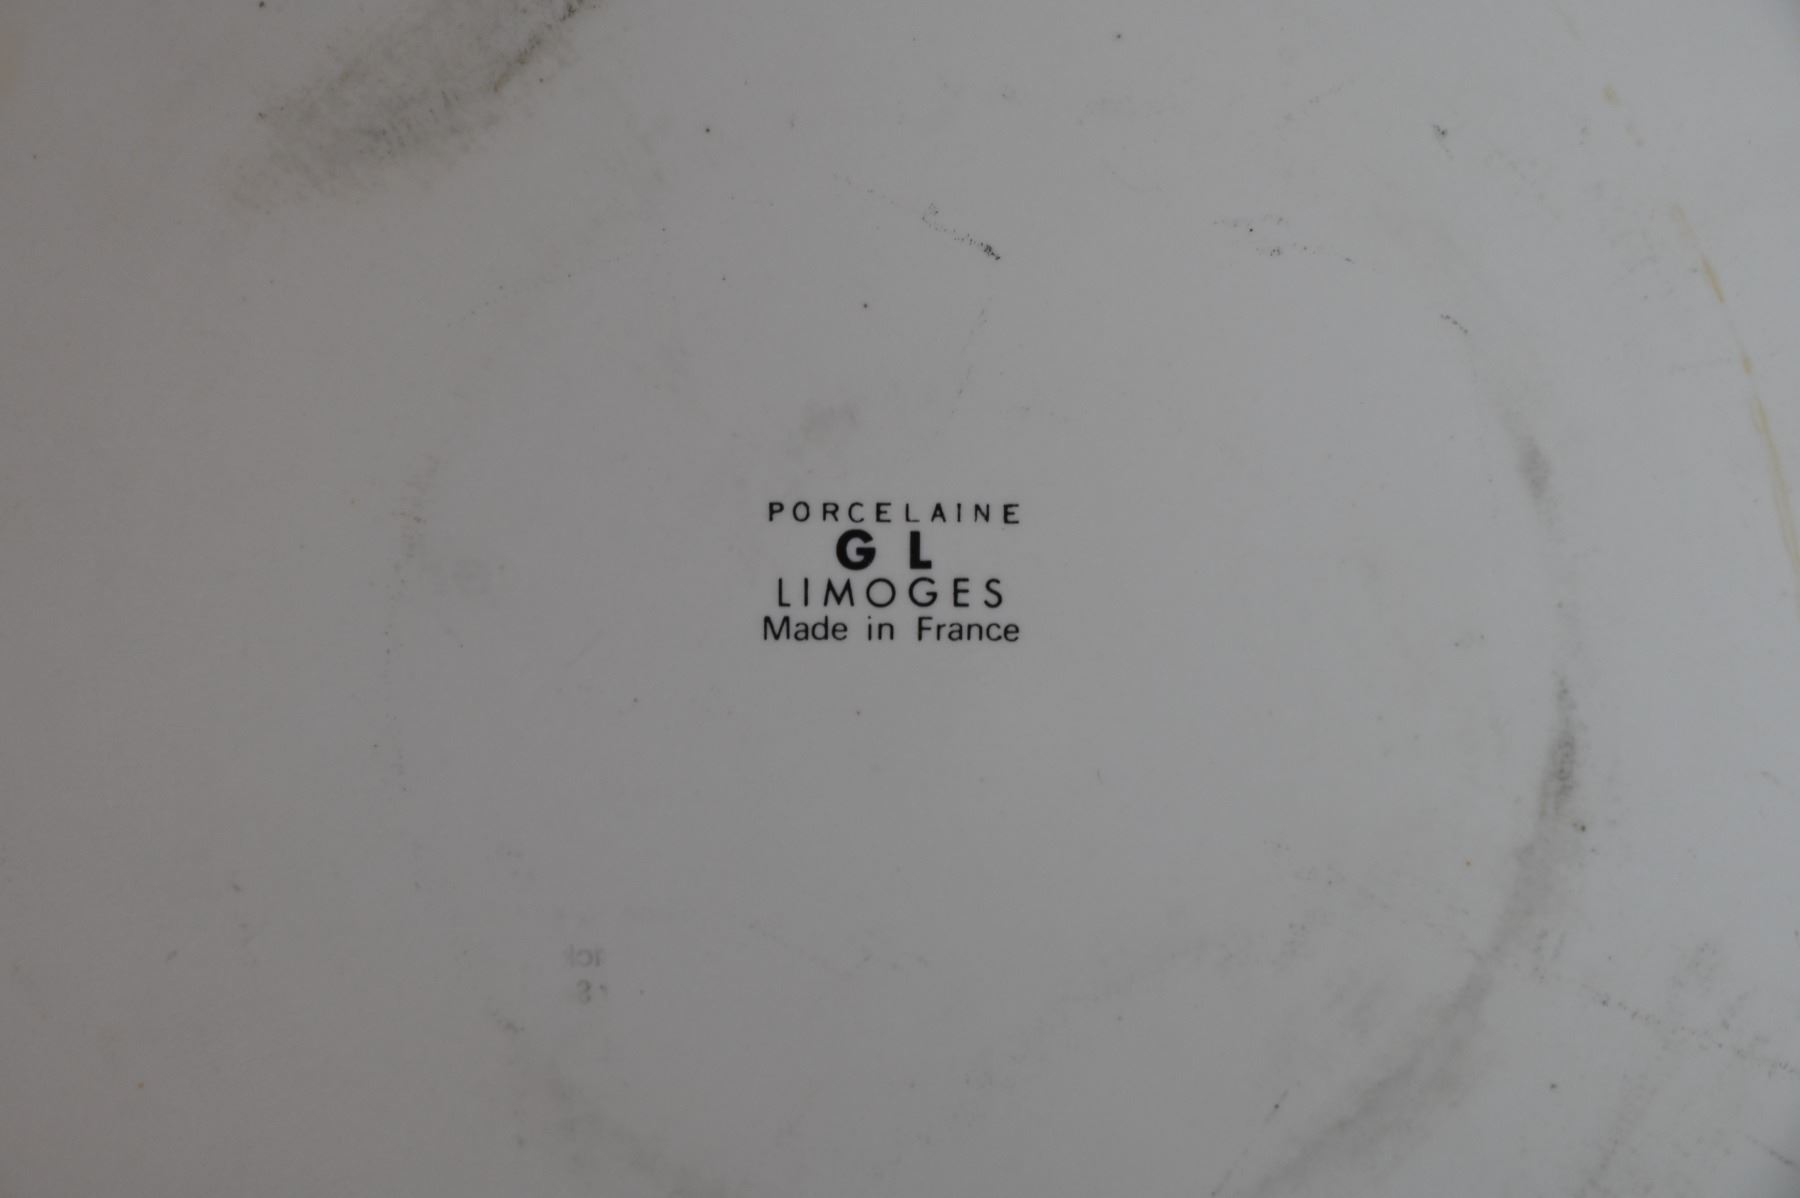 PORCELAINE
G L
LIMOGES
Made in France